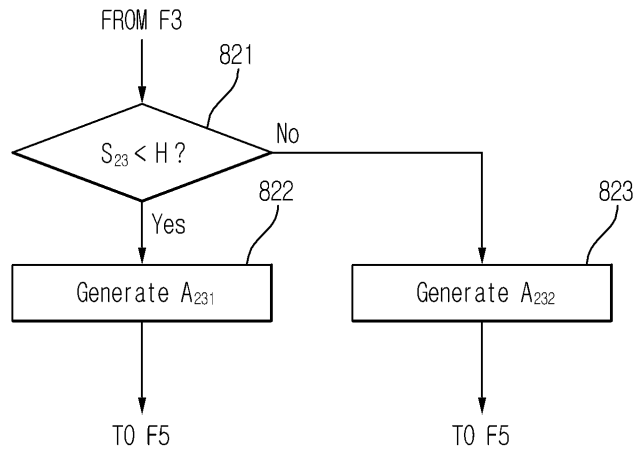 FROM F3
821
S₂₃ < H ?
No
Yes
822
823
Generate A₂₃₁
Generate A₂₃₂
TO F5
TO F5